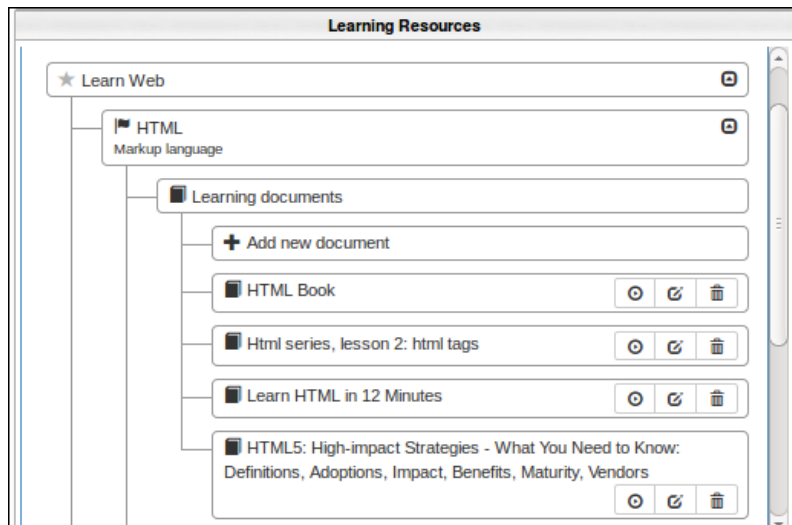 Learning Resources
Learn Web
HTML
Markup language
Learning documents
Add new document
HTML Book
Html series, lesson 2: html tags
Learn HTML in 12 Minutes
HTML5: High-impact Strategies - What You Need to Know:
Definitions, Adoptions, Impact, Benefits, Maturity, Vendors